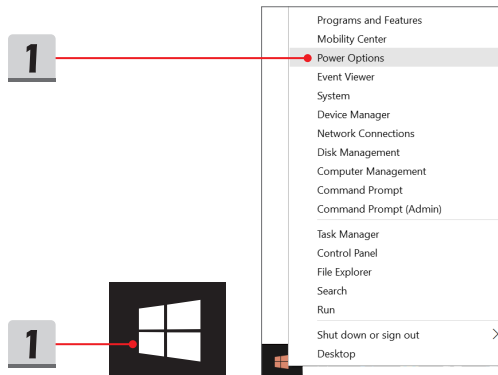 Programs and Features
Mobility Center
1
Power Options
Event Viewer
System
Device Manager
Network Connections
Disk Management
Computer Management
Command Prompt
Command Prompt (Admin)
Task Manager
Control Panel
File Explorer
Search
Run
Shut down or sign out
1
Desktop